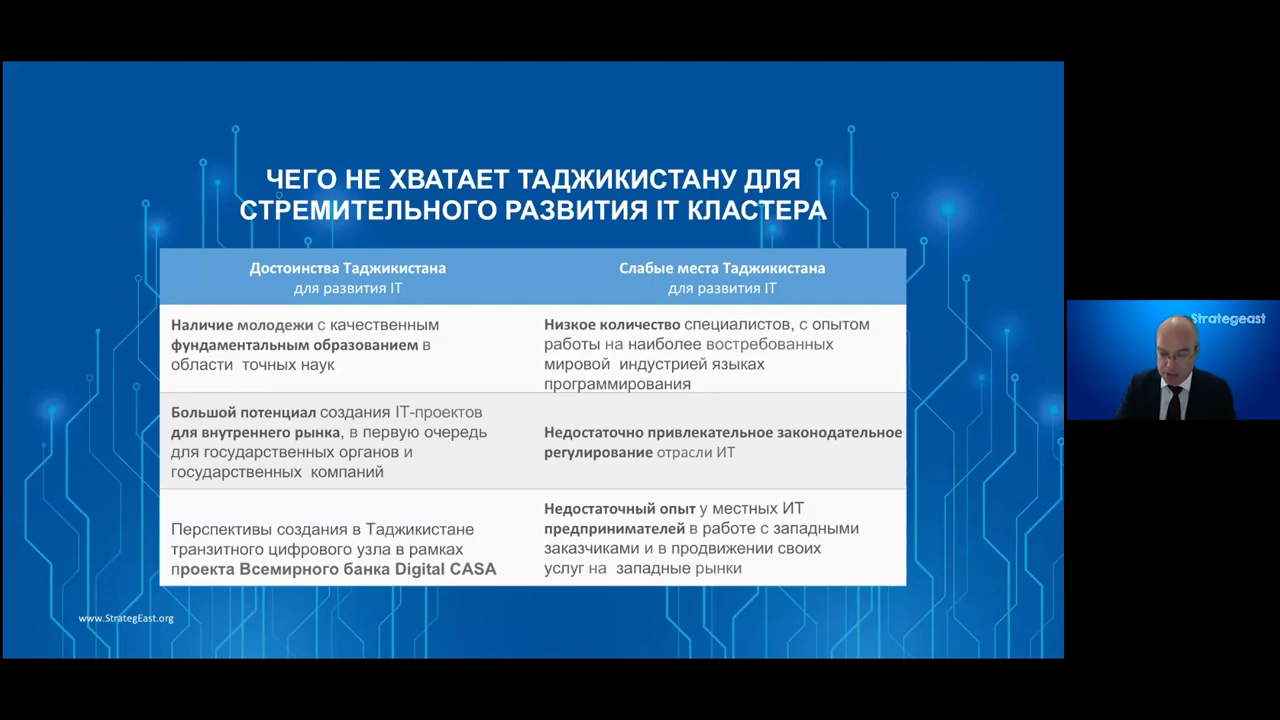 ЧЕГО НЕ ХВАТАЕТ ТАДЖИКИСТАНУ ДЛЯ
СТРЕМИТЕЛЬНОГО РАЗВИТИЯ IT КЛАСТЕРА
Достоинства Таджикистана
для развития IT
Слабые места Таджикистана
для развития IT
Наличие молодежи с качественным
фундаментальным образованием в
области точных наук
Низкое количество специалистов, с опытом
работы на наиболее востребованных
мировой индустрией языках
программирования
Большой потенциал создания IT-проектов
для внутреннего рынка, в первую очередь
для государственных органов и
государственных компаний
Недостаточно привлекательное законодательное
регулирование отрасли ИТ
Перспективы создания в Таджикистане
транзитного цифрового узла в рамках
проекта Всемирного банка Digital CASA
Недостаточный опыт у местных ИТ
предпринимателей в работе с западными
заказчиками и в продвижении своих
услуг на западные рынки
www.StrategEast.org
Strategeast